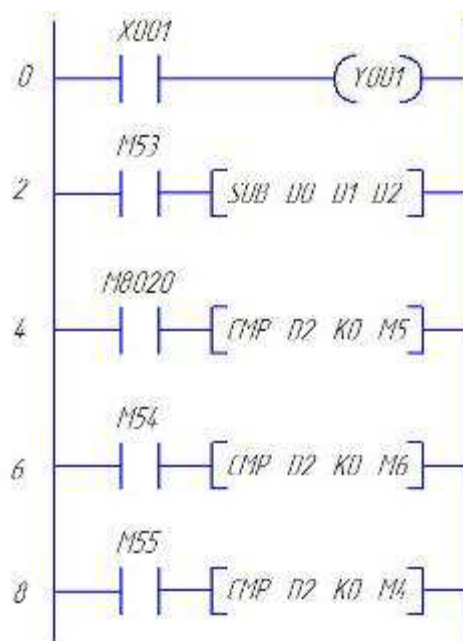 X001
0 Y001
M53
2 SUB D0 D1 D2
M8020
4 CMP D2 K0 M5
M54
6 CMP D2 K0 M6
M55
8 CMP D2 K0 M4